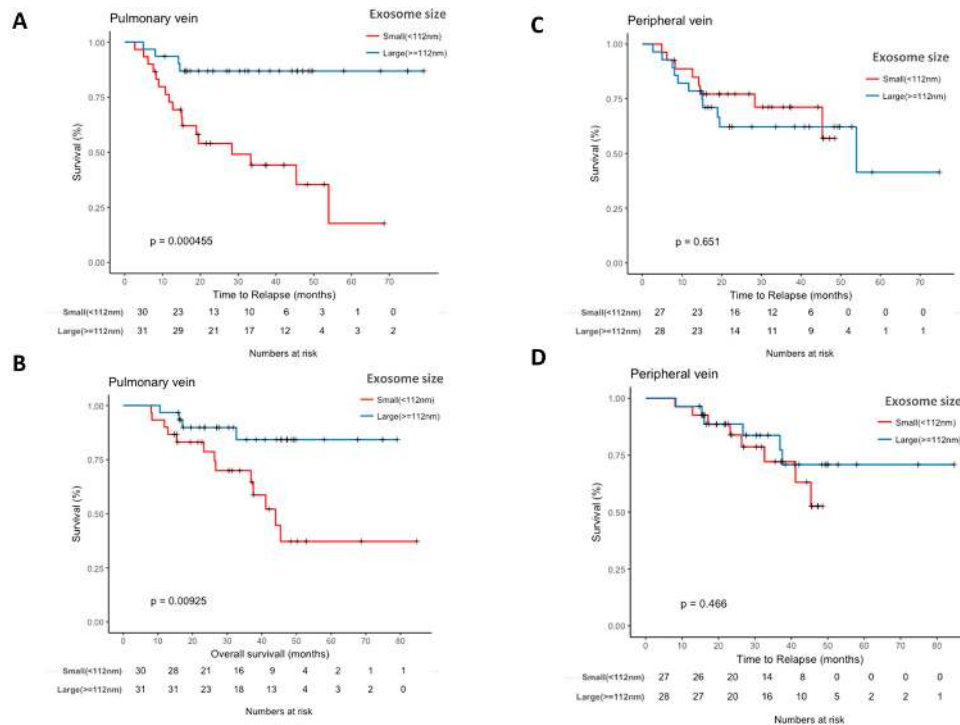 A
Pulmonary vein
Exosome size
Small(<112nm)
Large(>=112nm)
1.00
0.75
0.50
0.25
0.00
Survival (%)
p = 0.000455
0 10 20 30 40 50 60 70 80
Time to Relapse (months)
Small(<112nm) 30 23 13 10 6 3 1 0
Large(>=112nm) 31 29 21 17 12 4 3 2
Numbers at risk
B
Pulmonary vein
Exosome size
Small(<112nm)
Large(>=112nm)
1.00
0.75
0.50
0.25
0.00
Survival (%)
p = 0.00925
0 10 20 30 40 50 60 70 80
Overall survivall (months)
Small(<112nm) 30 28 21 16 9 4 2 1 1
Large(>=112nm) 31 31 23 18 13 4 3 2 0
Numbers at risk
C
Peripheral vein
Exosome size
Small(<112nm)
Large(>=112nm)
1.00
0.75
0.50
0.25
0.00
Survival (%)
p = 0.651
0 10 20 30 40 50 60 70 80
Time to Relapse (months)
Small(<112nm) 27 23 16 12 6 0 0 0
Large(>=112nm) 28 23 14 11 9 4 1 1
Numbers at risk
D
Peripheral vein
Exosome size
Small(<112nm)
Large(>=112nm)
1.00
0.75
0.50
0.25
0.00
Survival (%)
p = 0.466
0 10 20 30 40 50 60 70 80
Time to Relapse (months)
Small(<112nm) 27 26 20 14 8 0 0 0 0
Large(>=112nm) 28 27 20 16 10 5 2 2 1
Numbers at risk